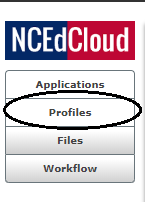 NCEdCloud
Applications
Profiles
Files
Workflow